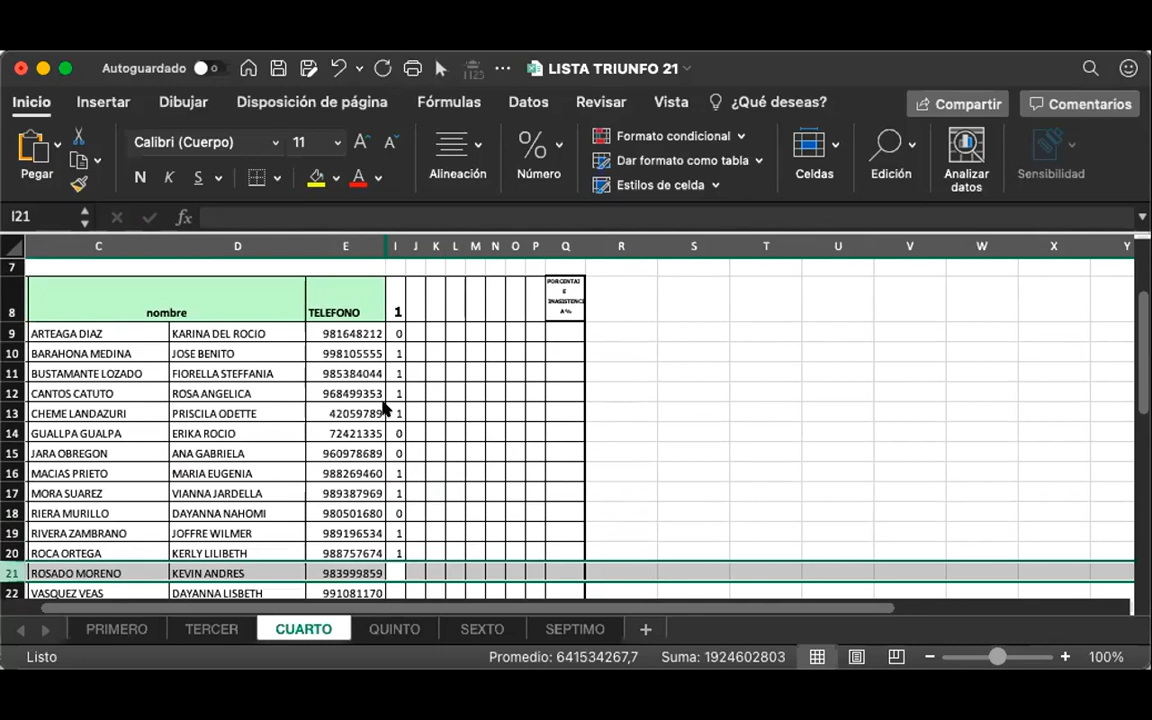 Autoguardado
LISTA TRIUNFO 21
Inicio Insertar Dibujar Disposición de página Fórmulas Datos Revisar Vista ¿Qué deseas? Compartir Comentarios
Pegar
Calibri (Cuerpo) 11
N K S
Alineación
Número
Formato condicional
Dar formato como tabla
Estilos de celda
Celdas
Edición
Analizar datos
Sensibilidad
I21 fx
C D E I J K L M N O P Q R S T U V W X Y
7
8 nombre TELEFONO 1 PORCENTAJ E INASISTENCI A %
9 ARTEAGA DIAZ KARINA DEL ROCIO 981648212 0
10 BARAHONA MEDINA JOSE BENITO 998105555 1
11 BUSTAMANTE LOZADO FIORELLA STEFFANIA 985384044 1
12 CANTOS CATUTO ROSA ANGELICA 968499353 1
13 CHEME LANDAZURI PRISCILA ODETTE 42059789 1
14 GUALLPA GUALPA ERIKA ROCIO 72421335 0
15 JARA OBREGON ANA GABRIELA 960978689 0
16 MACIAS PRIETO MARIA EUGENIA 988269460 1
17 MORA SUAREZ VIANNA JARDELLA 989387969 1
18 RIERA MURILLO DAYANNA NAHOMI 980501680 0
19 RIVERA ZAMBRANO JOFFRE WILMER 989196534 1
20 ROCA ORTEGA KERLY LILIBETH 988757674 1
21 ROSADO MORENO KEVIN ANDRES 983999859
22 VASQUEZ VEAS DAYANNA LISBETH 991081170
PRIMERO TERCER CUARTO QUINTO SEXTO SEPTIMO +
Listo Promedio: 641534267,7 Suma: 1924602803 − + 100%